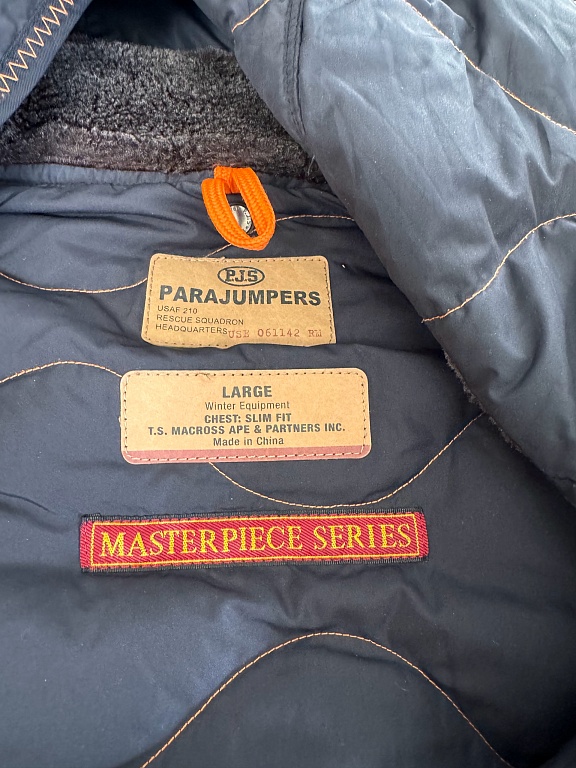 P.J.S
PARAJUMPERS
USAF 210
RESCUE SQUADRON
HEADQUARTERS USE 061142 RM
LARGE
Winter Equipment
CHEST: SLIM FIT
T.S. MACROSS APE & PARTNERS INC.
Made in China
MASTERPIECE SERIES